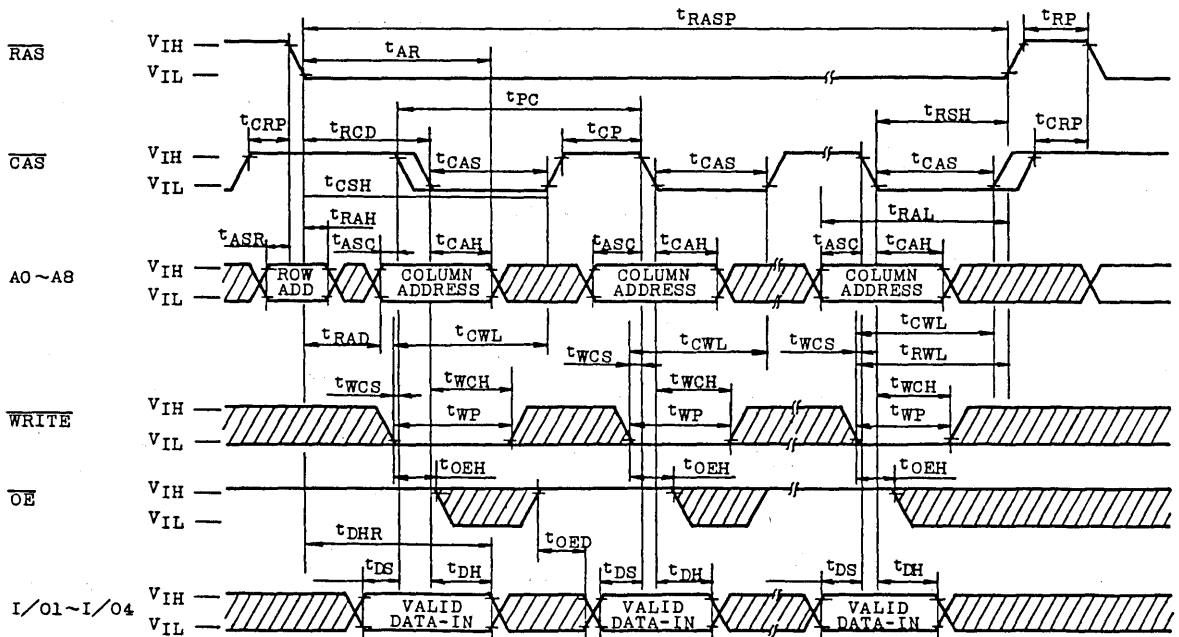 tRASP
tRP
RAS
VIH
VIL
tAR
tPC
tRSH
tCRP
tRCD
tCP
tCRP
CAS
VIH
VIL
tCAS
tCAS
tCAS
tCSH
tRAL
tRAH
tASR
tASC
tCAH
tASC
tCAH
tASC
tCAH
A0~A8
VIH
VIL
ROW ADD
COLUMN ADDRESS
COLUMN ADDRESS
COLUMN ADDRESS
tRAD
tCWL
tWCS
tCWL
tWCS
tCWL
tRWL
tWCS
tWCH
tWCH
tWCH
WRITE
VIH
VIL
tWP
tWP
tWP
tOEH
tOEH
tOEH
OE
VIH
VIL
tDHR
tOED
tDS
tDH
tDS
tDH
tDS
tDH
I/O1~I/O4
VIH
VIL
VALID DATA-IN
VALID DATA-IN
VALID DATA-IN